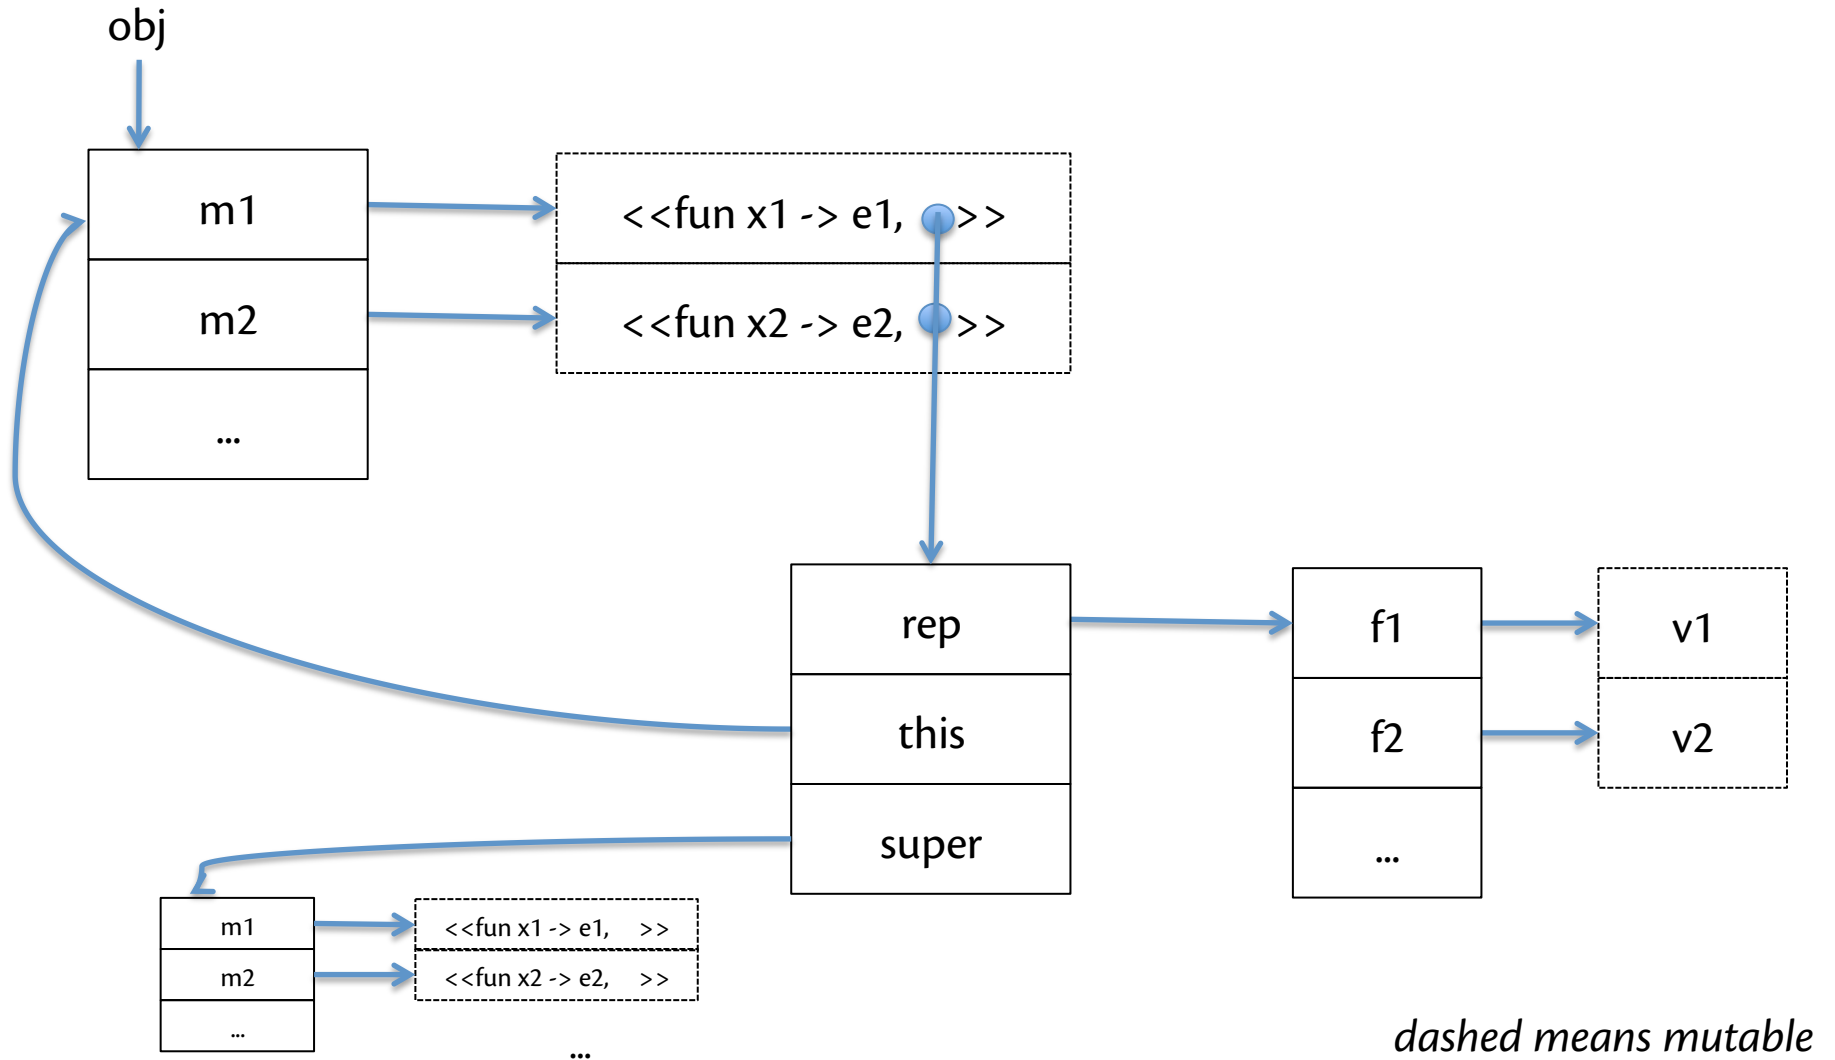 obj
m1
<<fun x1 -> e1, >>
m2
<<fun x2 -> e2, >>
...
rep
f1
v1
this
f2
v2
super
...
m1
<<fun x1 -> e1, >>
m2
<<fun x2 -> e2, >>
...
...
dashed means mutable